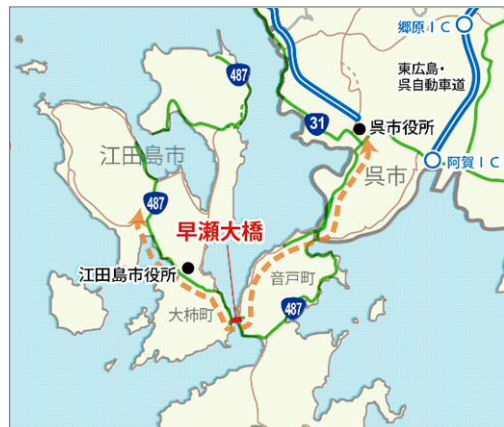 郷原IC
487
東広島・
呉自動車道
31
呉市役所
江田島市
阿賀IC
呉市
487
早瀬大橋
江田島市役所
音戸町
大柿町
487